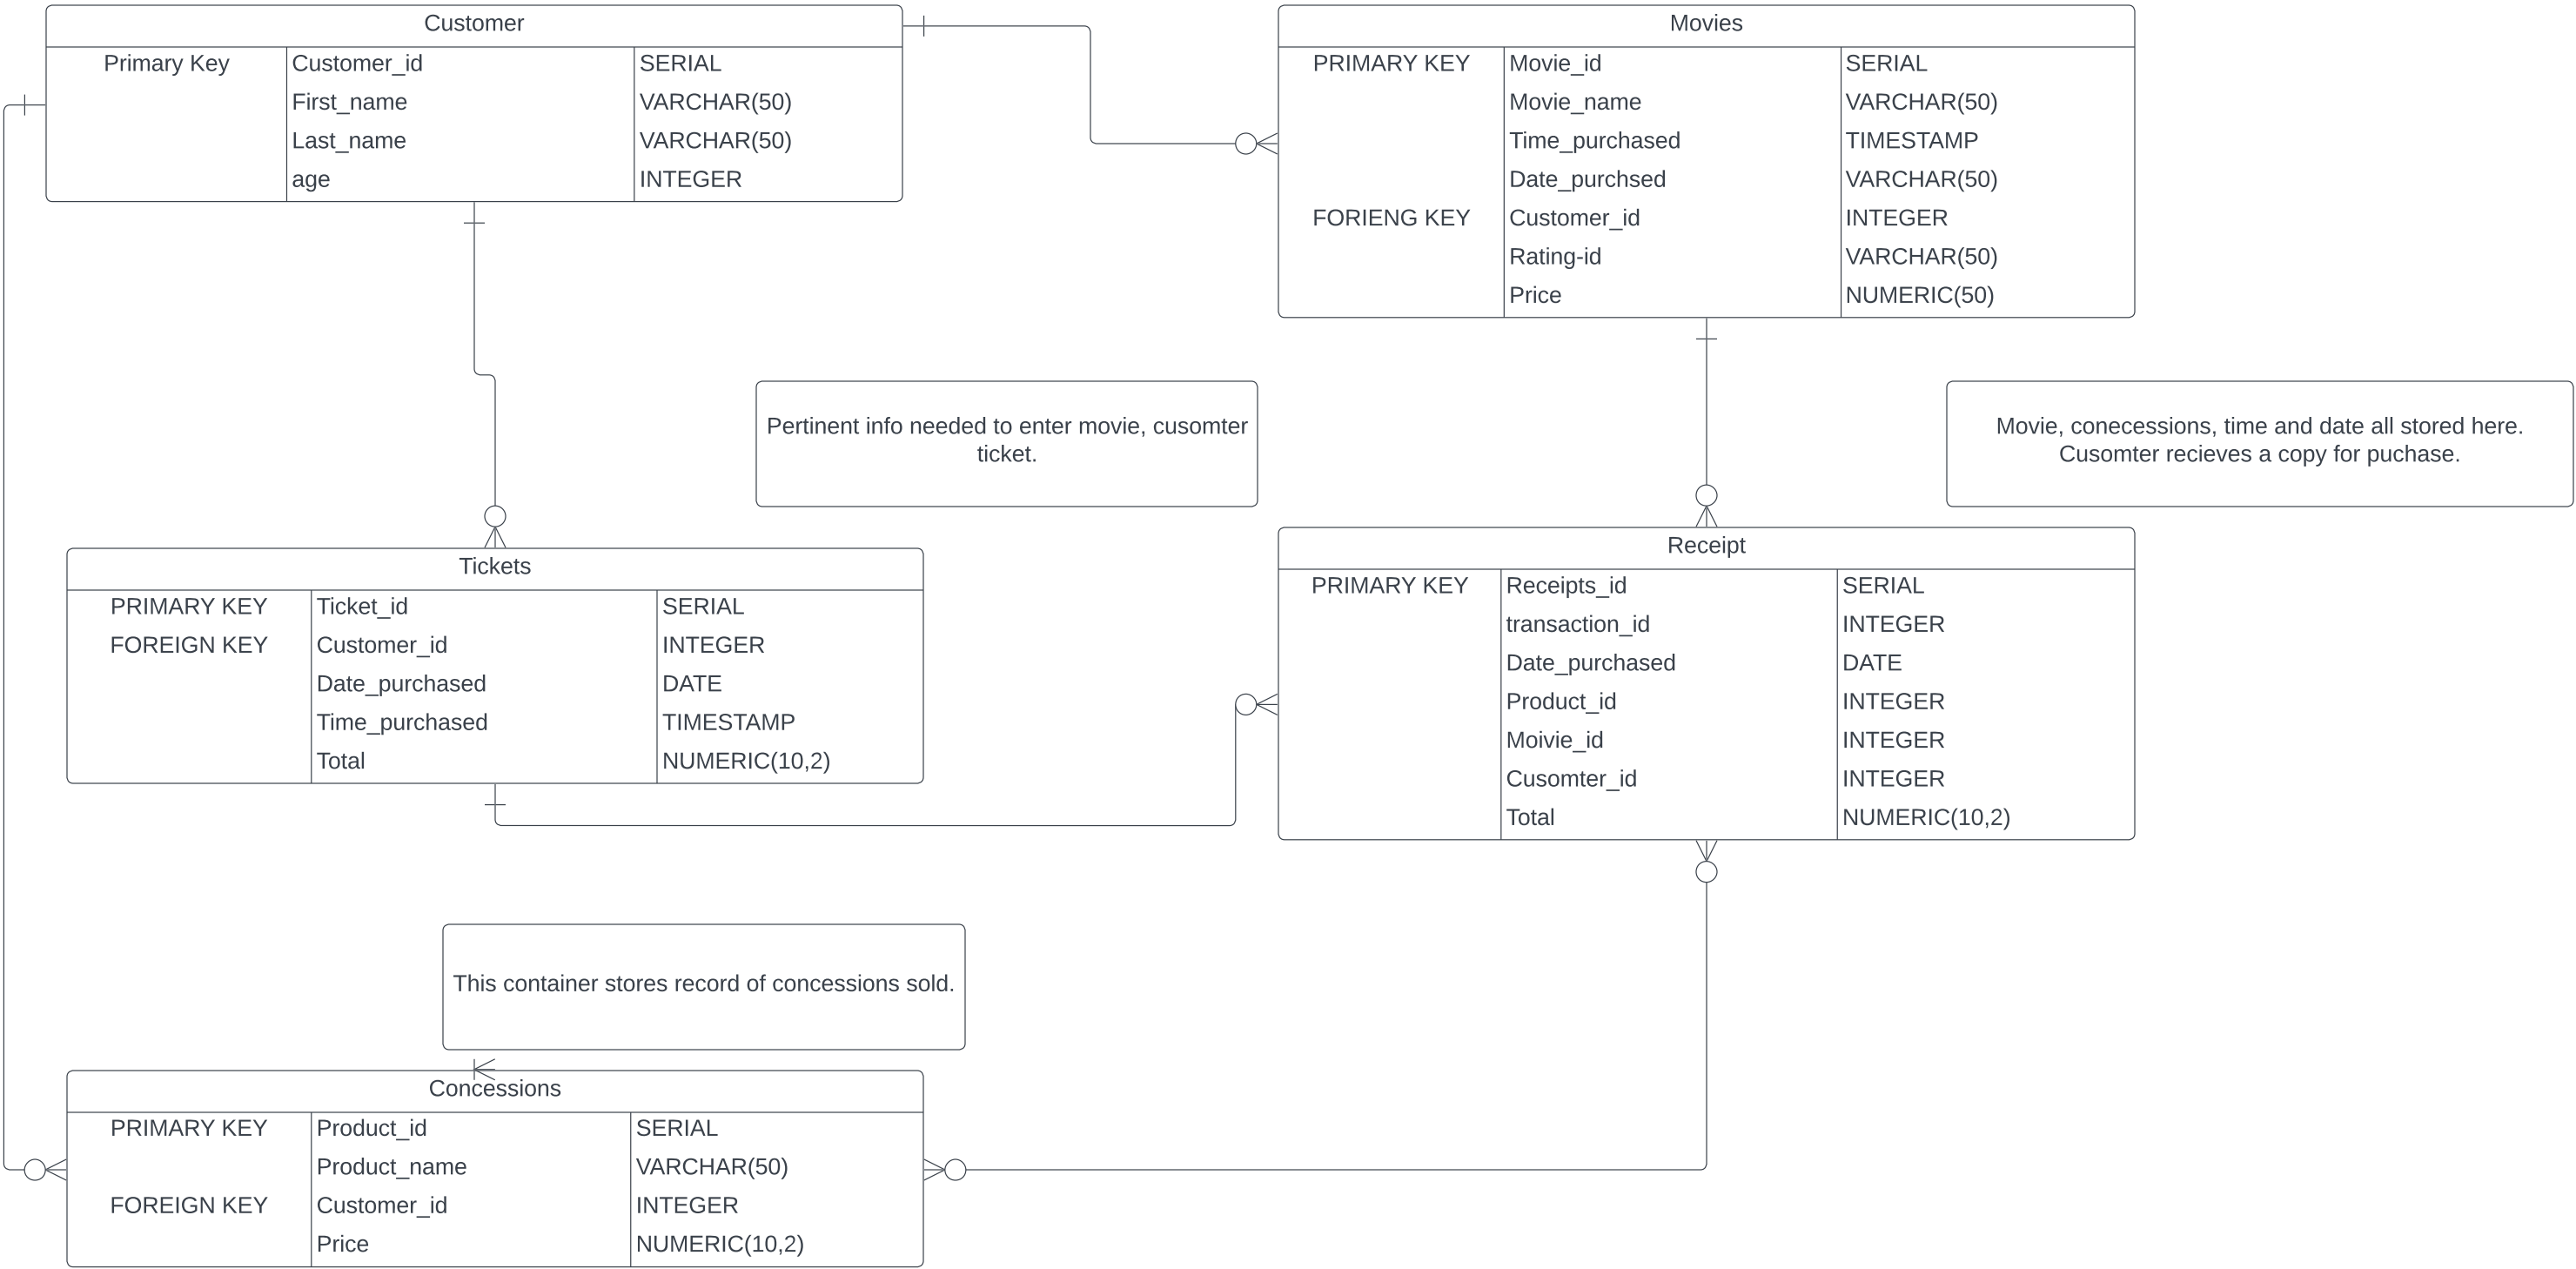 Customer
Primary Key Customer_id SERIAL
First_name VARCHAR(50)
Last_name VARCHAR(50)
age INTEGER
Movies
PRIMARY KEY Movie_id SERIAL
Movie_name VARCHAR(50)
Time_purchased TIMESTAMP
Date_purchsed VARCHAR(50)
FORIENG KEY Customer_id INTEGER
Rating-id VARCHAR(50)
Price NUMERIC(50)
Pertinent info needed to enter movie, cusomter
ticket.
Movie, conecessions, time and date all stored here.
Cusomter recieves a copy for puchase.
Tickets
PRIMARY KEY Ticket_id SERIAL
FOREIGN KEY Customer_id INTEGER
Date_purchased DATE
Time_purchased TIMESTAMP
Total NUMERIC(10,2)
Receipt
PRIMARY KEY Receipts_id SERIAL
transaction_id INTEGER
Date_purchased DATE
Product_id INTEGER
Moivie_id INTEGER
Cusomter_id INTEGER
Total NUMERIC(10,2)
This container stores record of concessions sold.
Concessions
PRIMARY KEY Product_id SERIAL
Product_name VARCHAR(50)
FOREIGN KEY Customer_id INTEGER
Price NUMERIC(10,2)